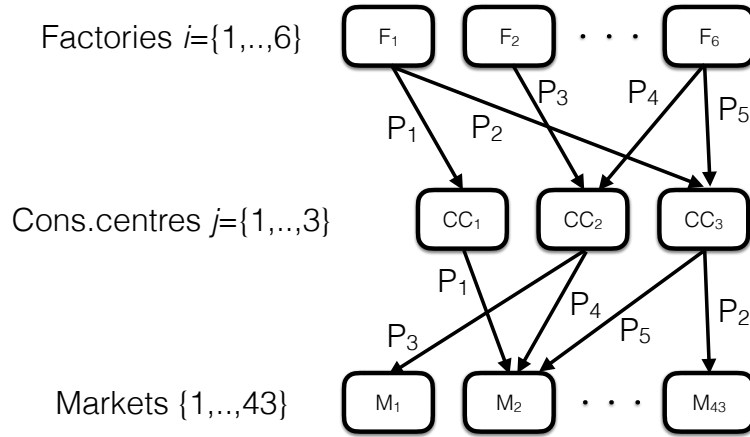 Factories i={1,..,6} F₁ F₂ · · · F₆
P₁ P₂ P₃ P₄ P₅
Cons.centres j={1,..,3} CC₁ CC₂ CC₃
P₃ P₁ P₄ P₅ P₂
Markets {1,..,43} M₁ M₂ · · · M₄₃